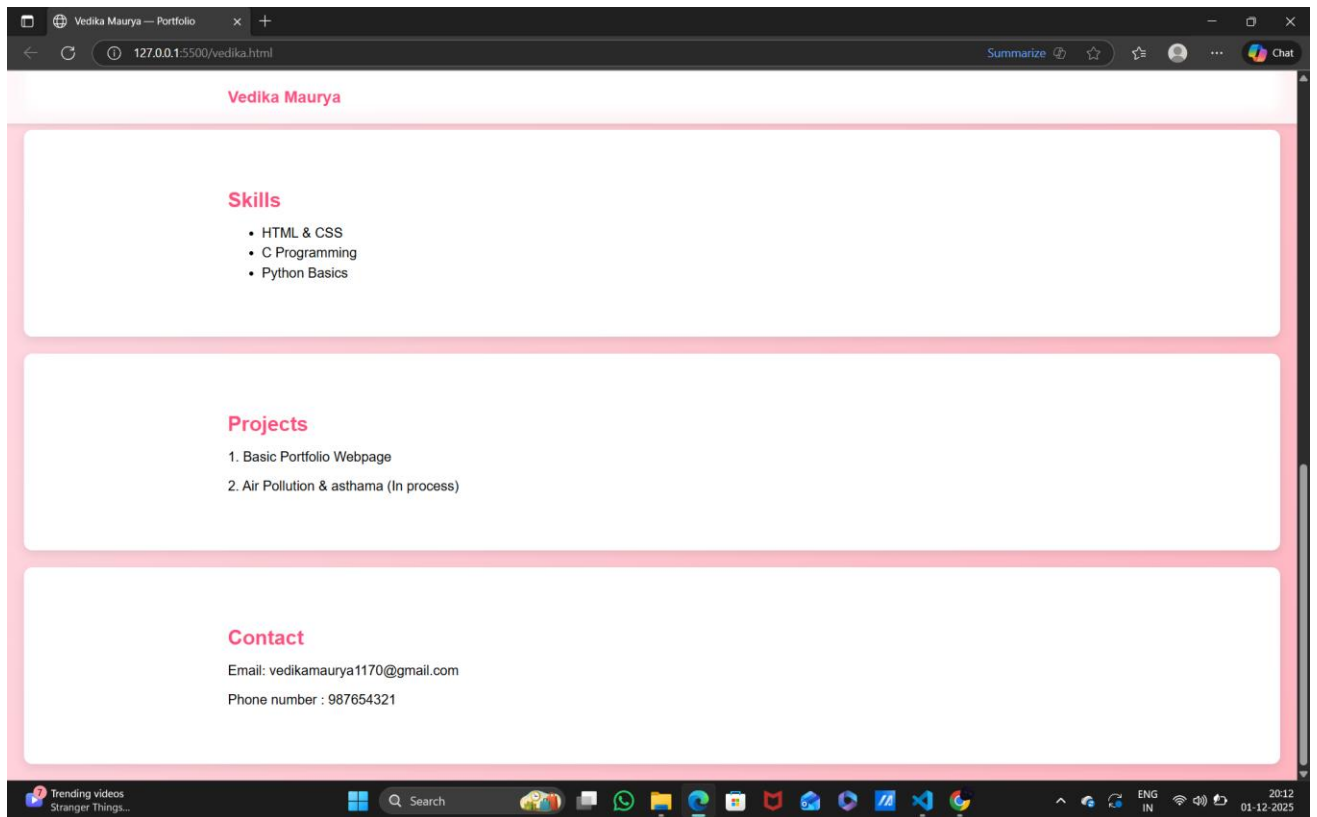 Vedika Maurya — Portfolio
127.0.0.1:5500/vedika.html
Summarize
Chat
Vedika Maurya
Skills
• HTML & CSS
• C Programming
• Python Basics
Projects
1. Basic Portfolio Webpage
2. Air Pollution & asthama (In process)
Contact
Email: vedikamaurya1170@gmail.com
Phone number : 987654321
7
Trending videos
Stranger Things...
Search
ENG
IN
20:12
01-12-2025